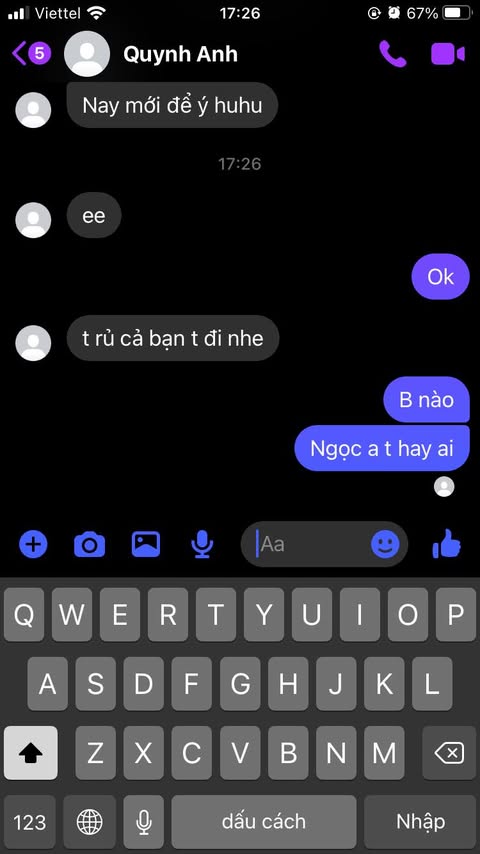 Viettel 17:26 67%
5 Quynh Anh
Nay mới để ý huhu
17:26
ee
Ok
t rủ cả bạn t đi nhe
B nào
Ngọc a t hay ai
Aa
Q W E R T Y U I O P
A S D F G H J K L
Z X C V B N M
123 dấu cách Nhập